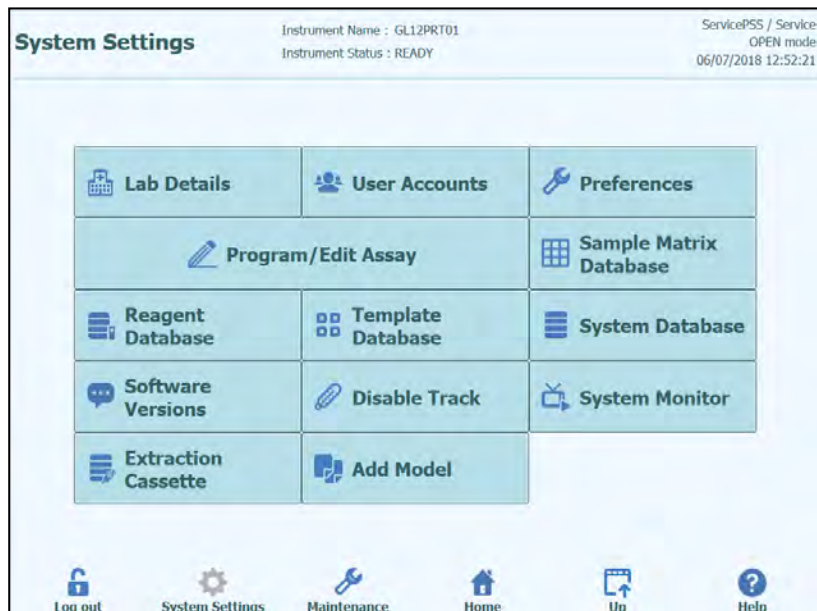 System Settings
Instrument Name : GL12PRT01
Instrument Status : READY
ServicePSS / Service
OPEN mode
06/07/2018 12:52:21
Lab Details
User Accounts
Preferences
Program/Edit Assay
Sample Matrix
Database
Reagent
Database
Template
Database
System Database
Software
Versions
Disable Track
System Monitor
Extraction
Cassette
Add Model
Log out
System Settings
Maintenance
Home
Up
Help